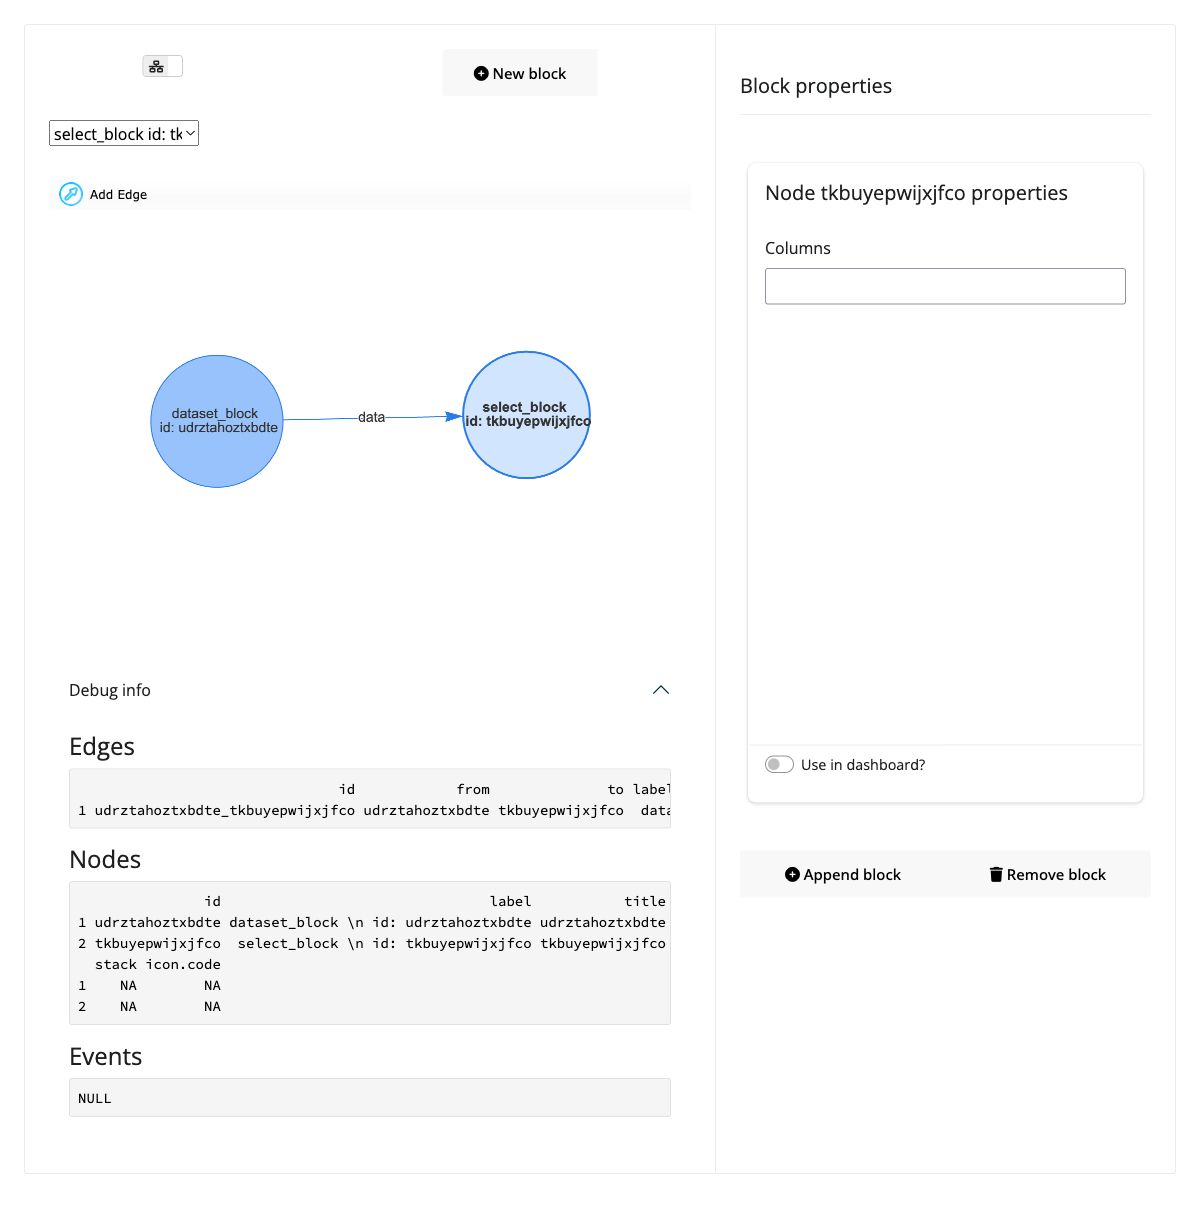 New block
select_block id: tk
Add Edge
dataset_block
id: udrztahoztxbdte
data
select_block
id: tkbuyepwijxjfco
Debug info
Edges
id from to label
1 udrztahoztxbdte_tkbuyepwijxjfco udrztahoztxbdte tkbuyepwijxjfco data
Nodes
id label title
1 udrztahoztxbdte dataset_block \n id: udrztahoztxbdte udrztahoztxbdte
2 tkbuyepwijxjfco select_block \n id: tkbuyepwijxjfco tkbuyepwijxjfco
stack icon.code
1 NA NA
2 NA NA
Events
NULL
Block properties
Node tkbuyepwijxjfco properties
Columns
Use in dashboard?
Append block
Remove block